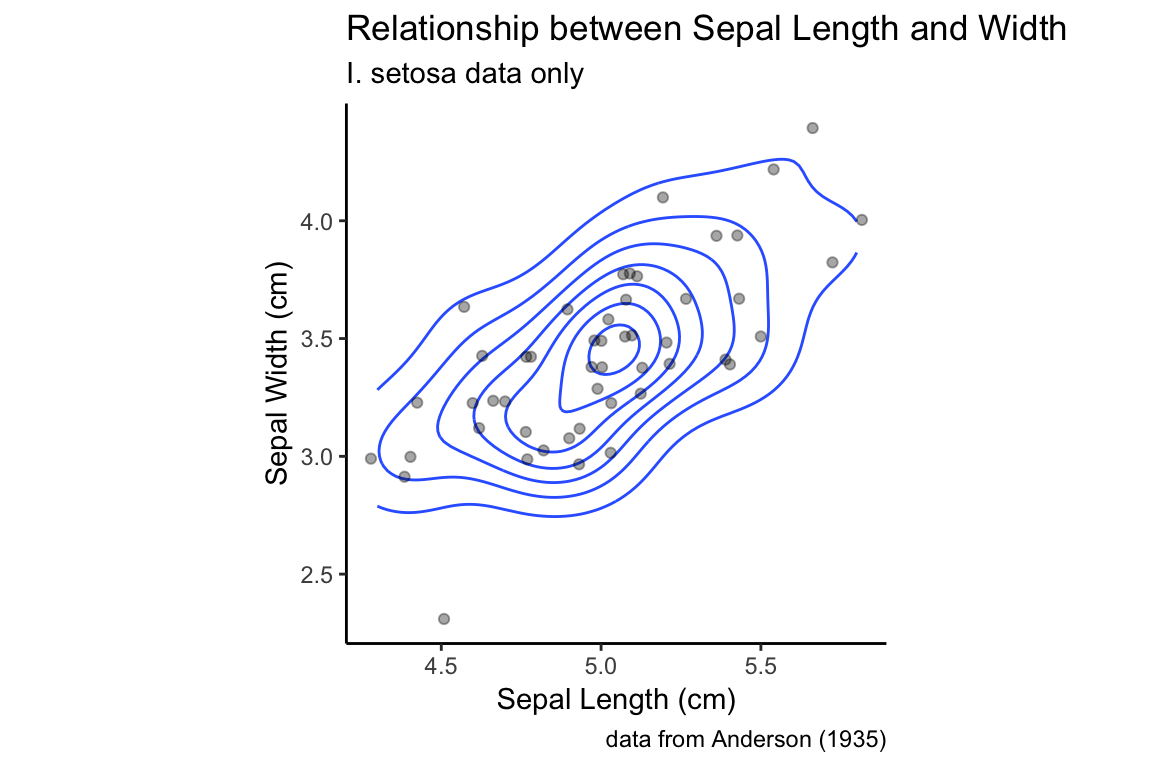 Relationship between Sepal Length and Width
I. setosa data only
4.0
3.5
3.0
2.5
Sepal Width (cm)
4.5 5.0 5.5
Sepal Length (cm)
data from Anderson (1935)